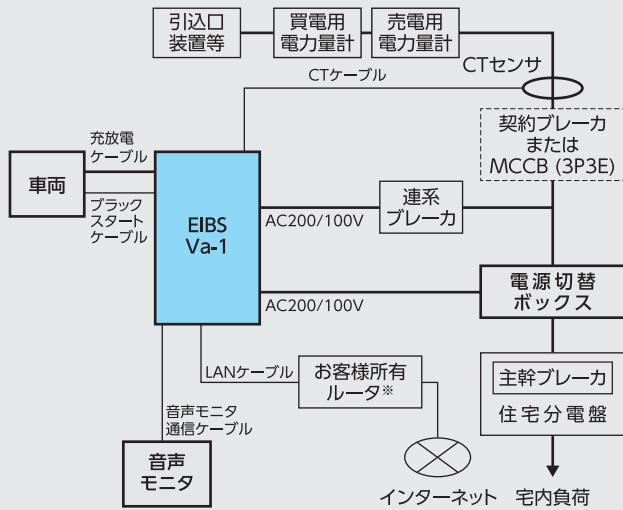 引込口
装置等
買電用
電力量計
売電用
電力量計
CTセンサ
CTケーブル
契約ブレーカ
または
MCCB (3P3E)
充放電
ケーブル
車両
ブラック
スタート
ケーブル
EIBS
Va-1
AC200/100V
連系
ブレーカ
AC200/100V
電源切替
ボックス
LANケーブル
お客様所有
ルータ※
主幹ブレーカ
住宅分電盤
音声モニタ
通信ケーブル
音声
モニタ
インターネット
宅内負荷